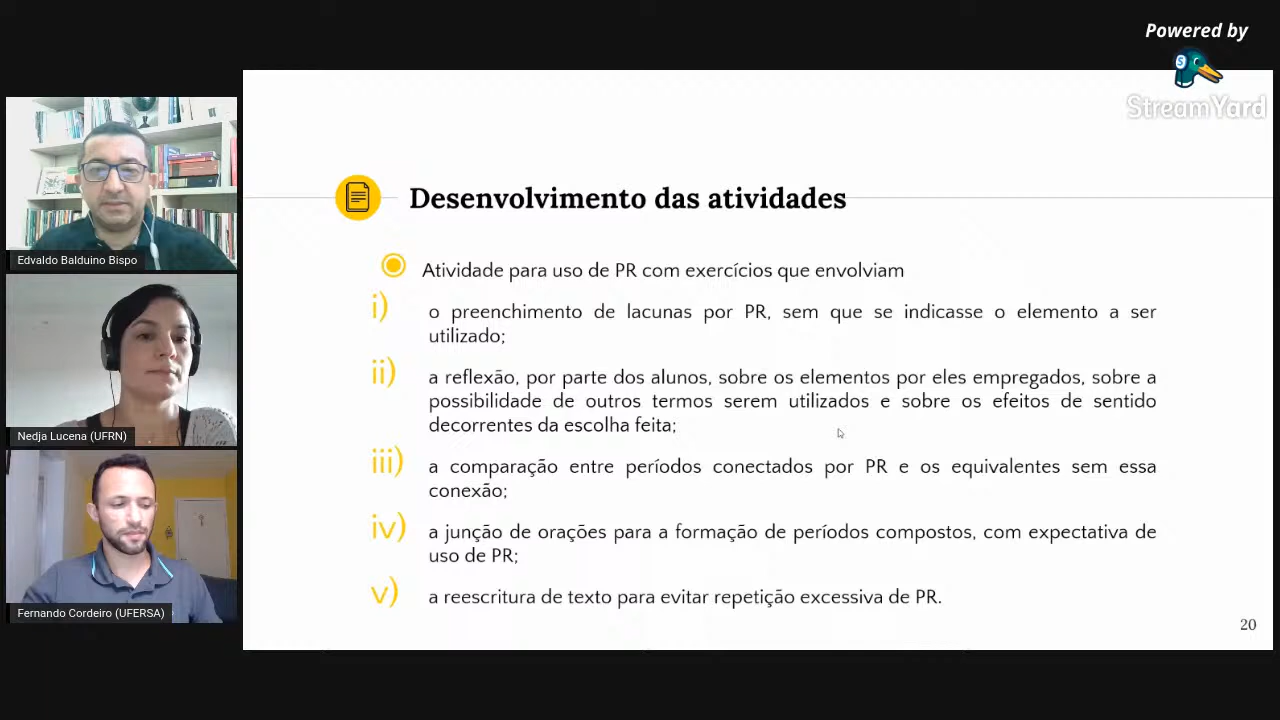 Powered by
StreamYard
Edvaldo Balduino Bispo
Nedja Lucena (UFRN)
Fernando Cordeiro (UFERSA)
Desenvolvimento das atividades
Atividade para uso de PR com exercícios que envolviam
i) o preenchimento de lacunas por PR, sem que se indicasse o elemento a ser
utilizado;
ii) a reflexão, por parte dos alunos, sobre os elementos por eles empregados, sobre a
possibilidade de outros termos serem utilizados e sobre os efeitos de sentido
decorrentes da escolha feita;
iii) a comparação entre períodos conectados por PR e os equivalentes sem essa
conexão;
iv) a junção de orações para a formação de períodos compostos, com expectativa de
uso de PR;
v) a reescritura de texto para evitar repetição excessiva de PR.
20